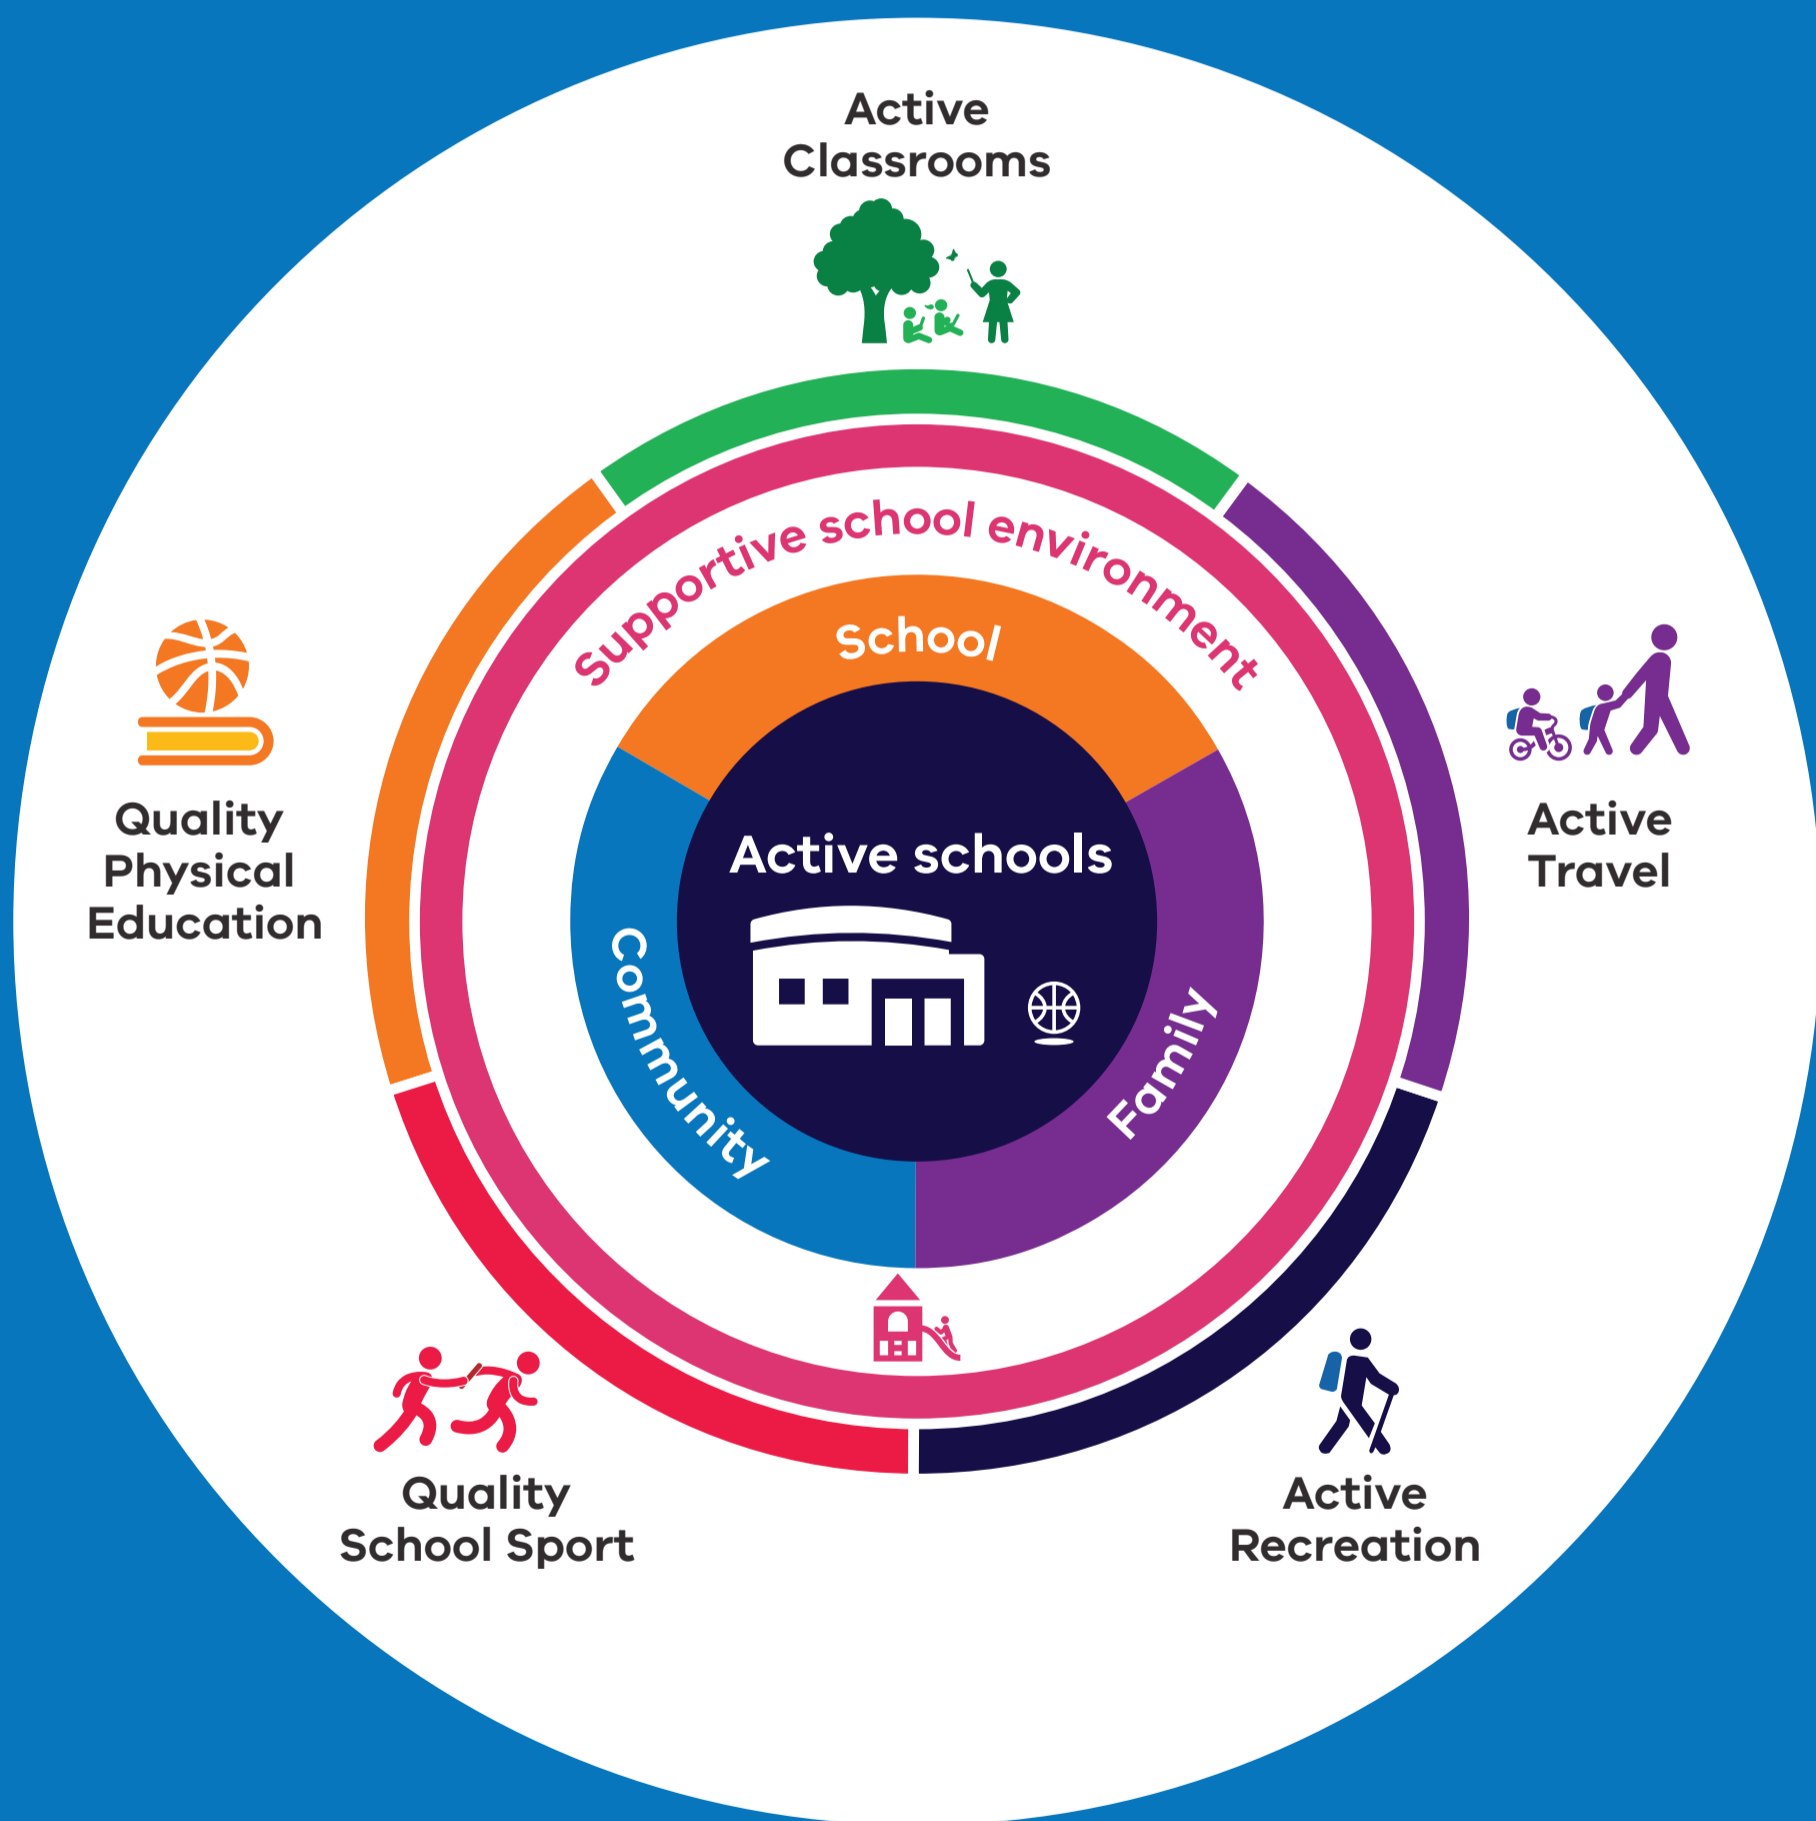 Active
Classrooms
Supportive school environment
School
Quality
Physical
Education
Active
Travel
Active schools
Community
Family
Quality
School Sport
Active
Recreation